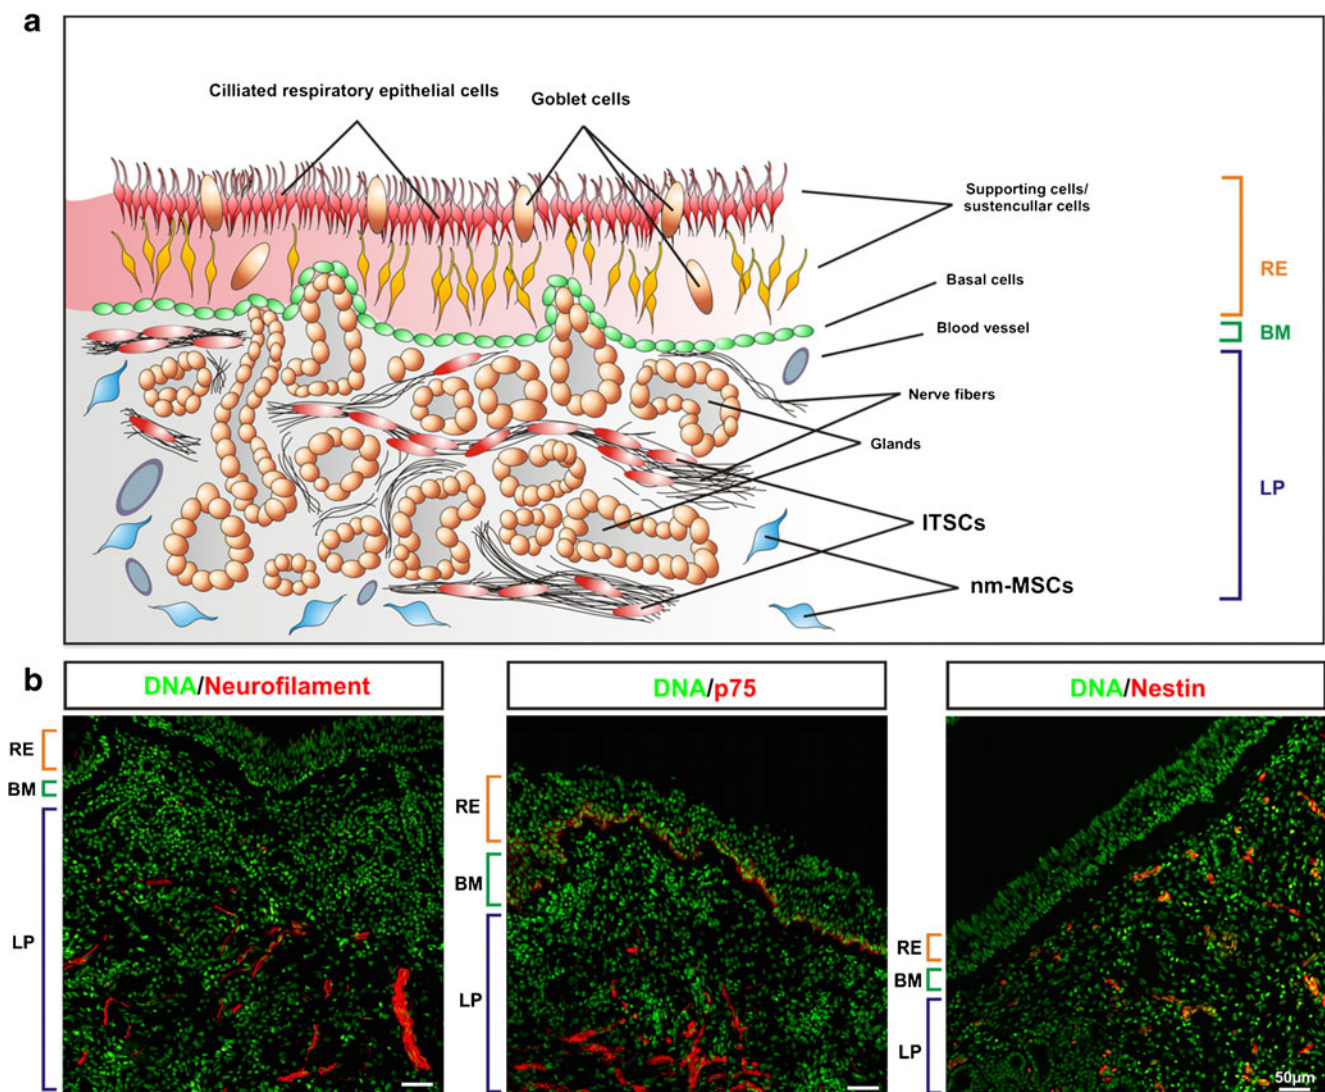 a
Cilliated respiratory epithelial cells
Goblet cells
Supporting cells/
sustencullar cells
Basal cells
Blood vessel
Nerve fibers
Glands
ITSCs
nm-MSCs
RE
BM
LP
b
DNA/Neurofilament
DNA/p75
DNA/Nestin
RE
BM
LP
RE
BM
LP
RE
BM
LP
50µm